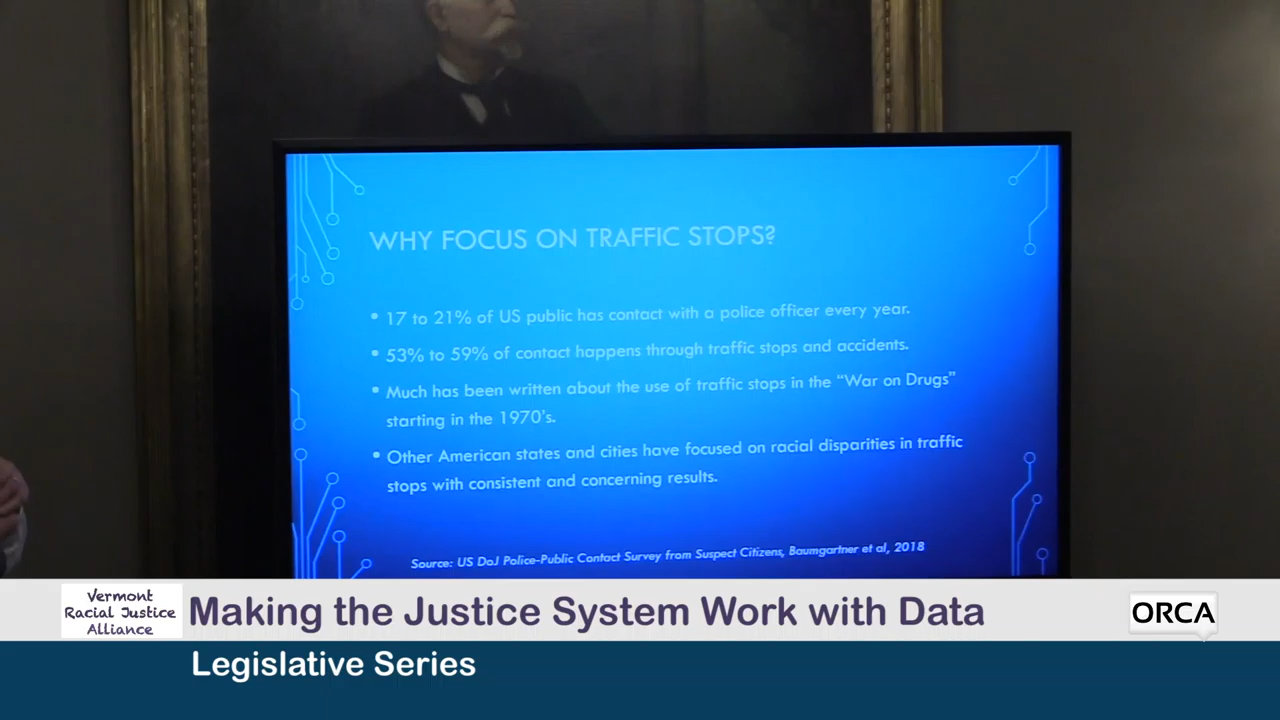 WHY FOCUS ON TRAFFIC STOPS?
• 17 to 21% of US public has contact with a police officer every year.
• 53% to 59% of contact happens through traffic stops and accidents.
• Much has been written about the use of traffic stops in the “War on Drugs”
starting in the 1970’s.
• Other American states and cities have focused on racial disparities in traffic
stops with consistent and concerning results.
Source: US DoJ Police-Public Contact Survey from Suspect Citizens, Baumgartner et al, 2018
Vermont
Racial Justice
Alliance
Making the Justice System Work with Data
ORCA
Legislative Series